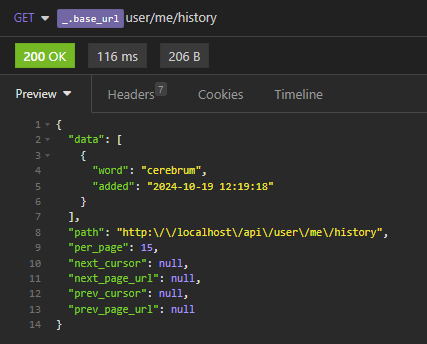 GET _.base_url user/me/history
200 OK 116 ms 206 B
Preview Headers 7 Cookies Timeline
1 {
2 "data": [
3 {
4 "word": "cerebrum",
5 "added": "2024-10-19 12:19:18"
6 }
7 ],
8 "path": "http:\/\/localhost\/api\/user\/me\/history",
9 "per_page": 15,
10 "next_cursor": null,
11 "next_page_url": null,
12 "prev_cursor": null,
13 "prev_page_url": null
14 }